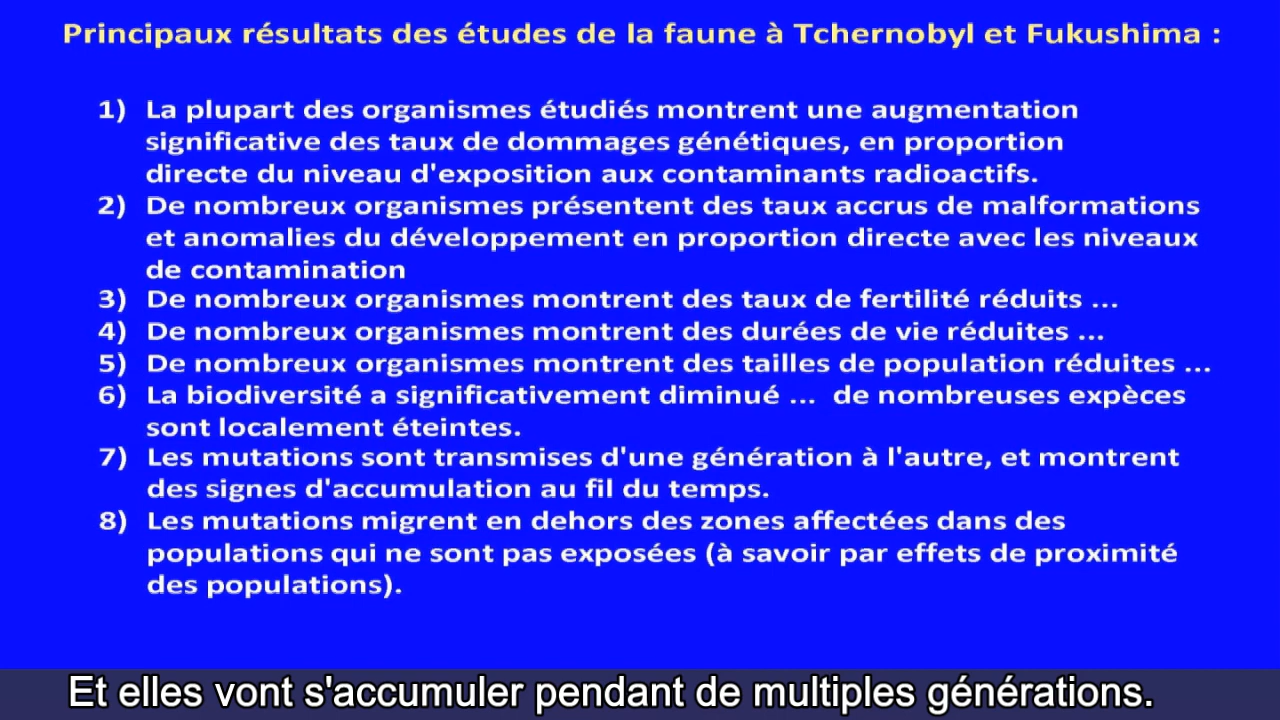 Principaux résultats des études de la faune à Tchernobyl et Fukushima :
1) La plupart des organismes étudiés montrent une augmentation
significative des taux de dommages génétiques, en proportion
directe du niveau d'exposition aux contaminants radioactifs.
2) De nombreux organismes présentent des taux accrus de malformations
et anomalies du développement en proportion directe avec les niveaux
de contamination
3) De nombreux organismes montrent des taux de fertilité réduits ...
4) De nombreux organismes montrent des durées de vie réduites ...
5) De nombreux organismes montrent des tailles de population réduites ...
6) La biodiversité a significativement diminué ... de nombreuses expèces
sont localement éteintes.
7) Les mutations sont transmises d'une génération à l'autre, et montrent
des signes d'accumulation au fil du temps.
8) Les mutations migrent en dehors des zones affectées dans des
populations qui ne sont pas exposées (à savoir par effets de proximité
des populations).
Et elles vont s'accumuler pendant de multiples générations.